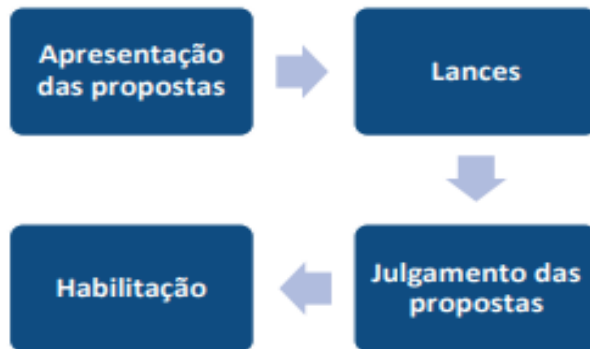 Apresentação
das propostas
Lances
Julgamento das
propostas
Habilitação